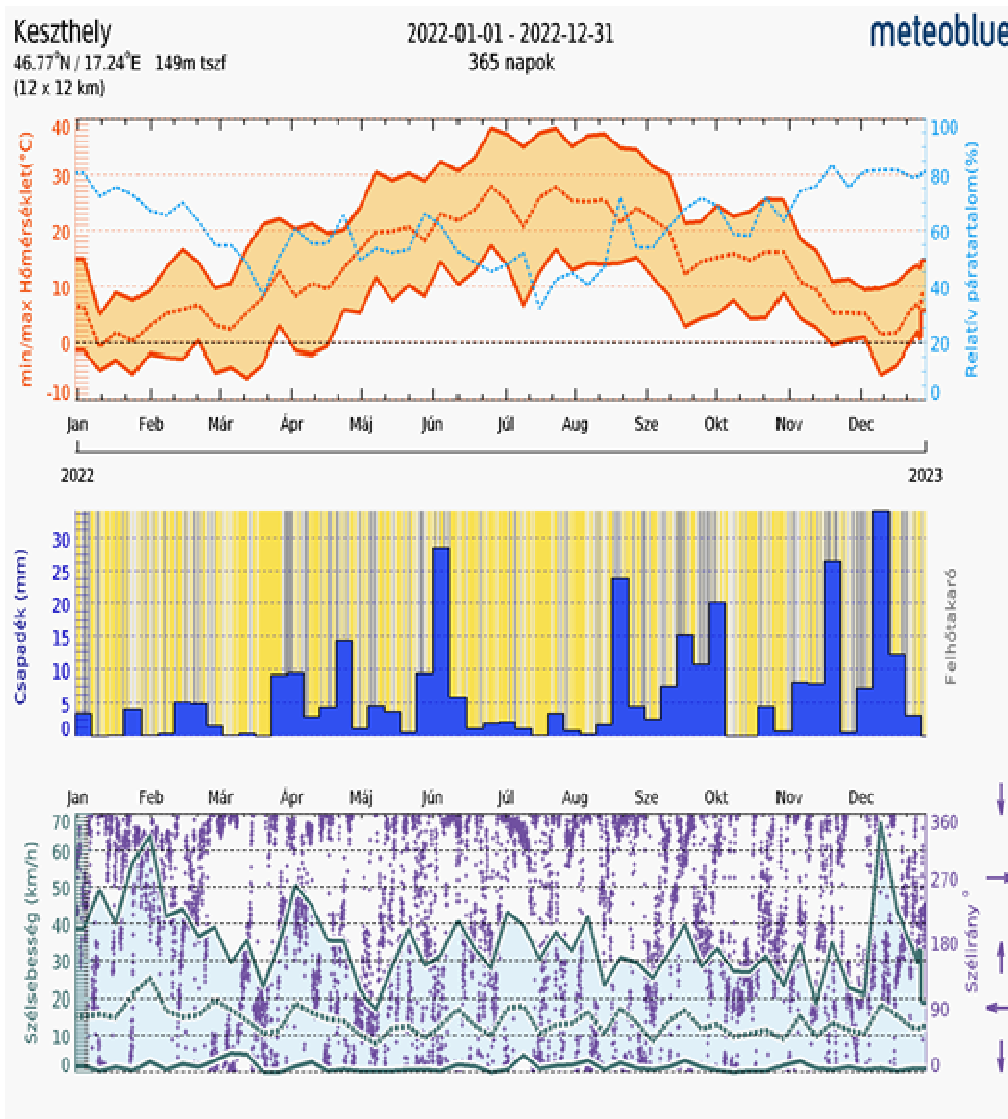 Keszthely
2022-01-01 - 2022-12-31
meteoblue
46.77°N / 17.24°E 149m tszf
365 napok
(12 x 12 km)
min/max Hőmérséklet(°C)
40
30
20
10
0
-10
Relatív páratartalom(%)
100
80
60
40
20
0
Jan Feb Már Ápr Máj Jún Júl Aug Sze Okt Nov Dec
2022 2023
Csapadék (mm)
30
25
20
15
10
5
0
Felhőtakaró
Jan Feb Már Ápr Máj Jún Júl Aug Sze Okt Nov Dec
Szélsebesség (km/h)
70
60
50
40
30
20
10
0
Szélirány °
360
270
180
90
0